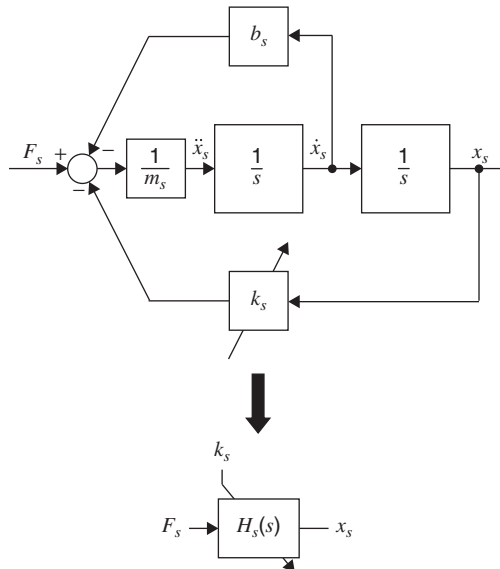 b_s
F_s + − 1/m_s ẍ_s 1/s ẋ_s 1/s x_s
−
k_s
k_s
F_s H_s(s) x_s